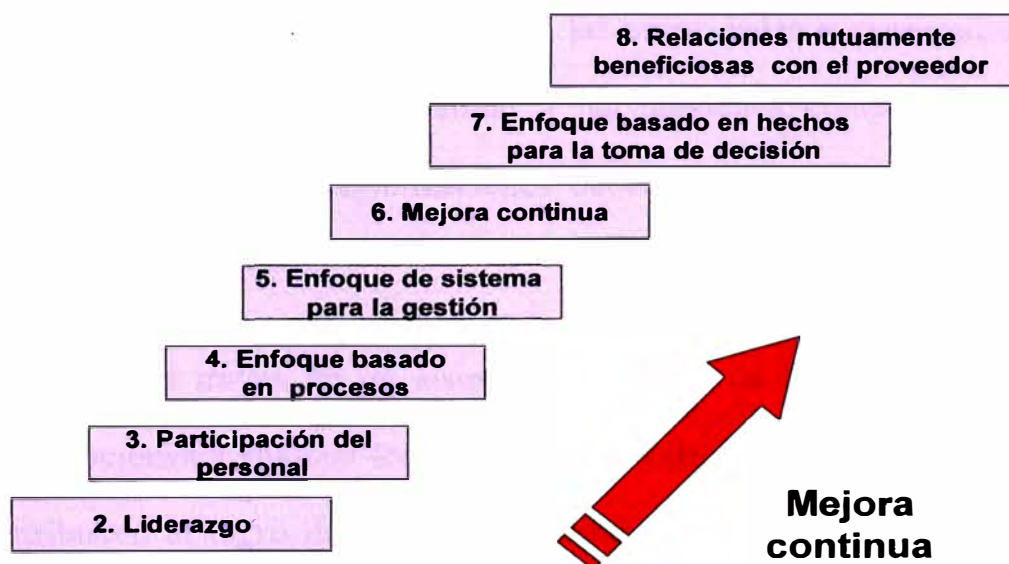 8. Relaciones mutuamente
beneficiosas con el proveedor
7. Enfoque basado en hechos
para la toma de decisión
6. Mejora continua
5. Enfoque de sistema
para la gestión
4. Enfoque basado
en procesos
3. Participación del
personal
2. Liderazgo
Mejora
continua